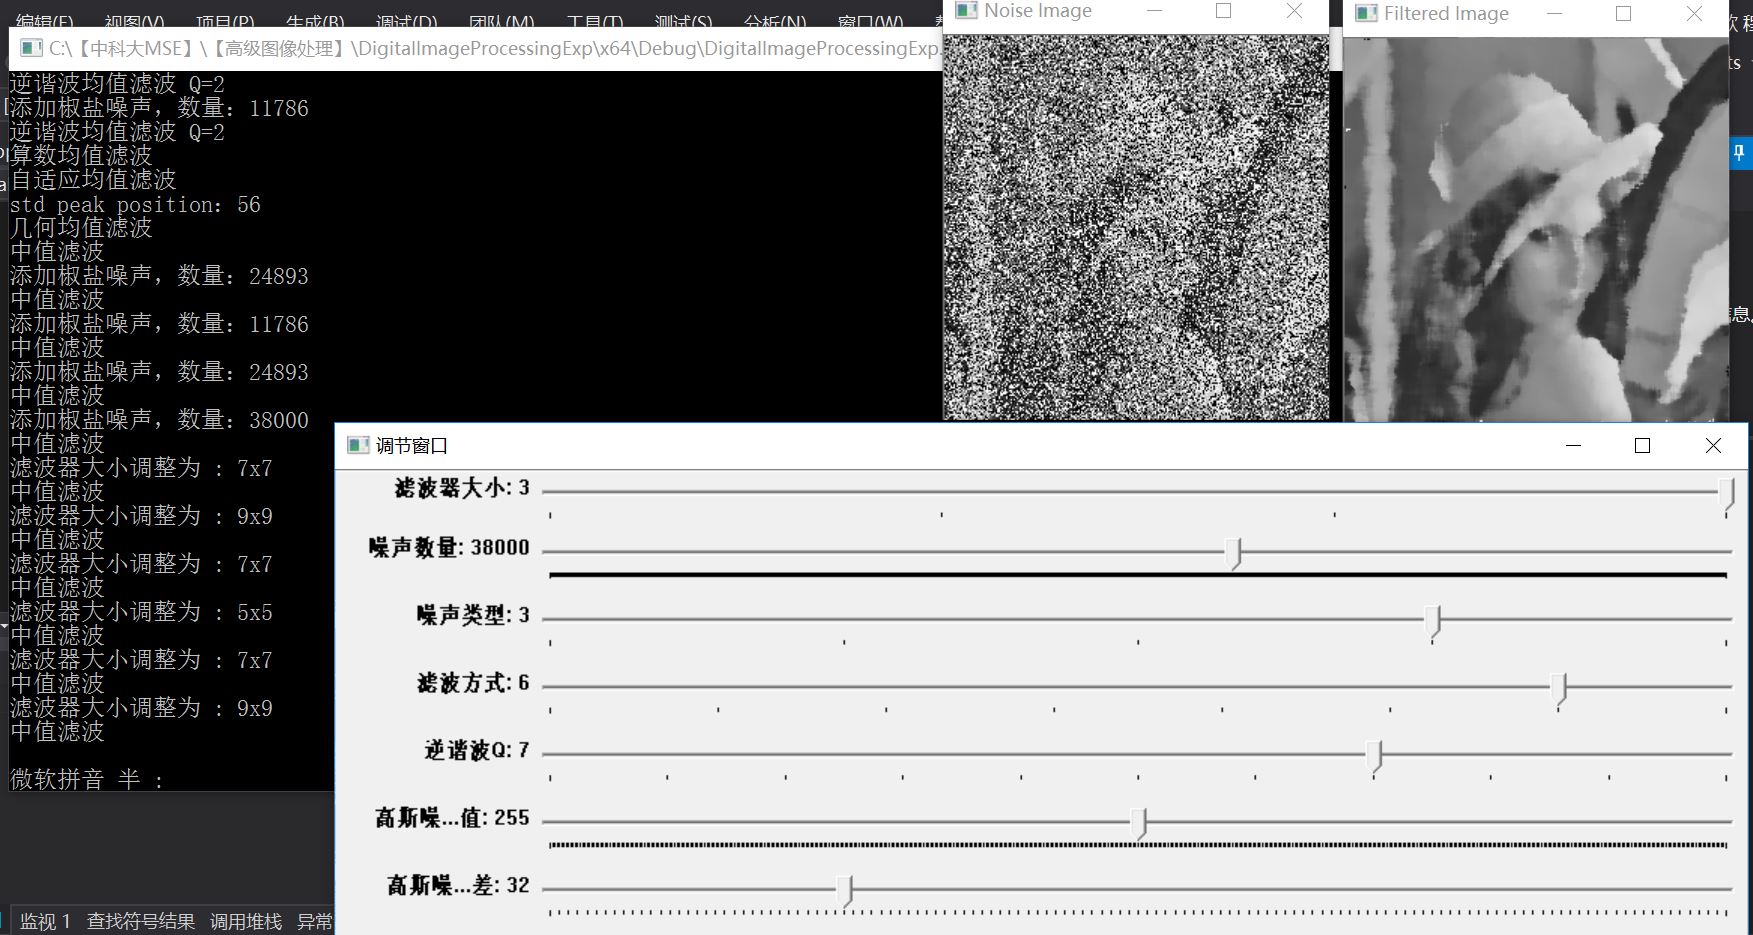 编辑(E) 视图(V) 项目(P) 生成(B) 调试(D) 团队(M) 工具(T) 测试(S) 分析(N) 窗口(W)
C:\【中科大MSE】\【高级图像处理】\DigitalImageProcessingExp\x64\Debug\DigitalImageProcessingExp.
Noise Image
Filtered Image
逆谐波均值滤波 Q=2
添加椒盐噪声，数量：11786
逆谐波均值滤波 Q=2
算数均值滤波
自适应均值滤波
std peak position：56
几何均值滤波
中值滤波
添加椒盐噪声，数量：24893
中值滤波
添加椒盐噪声，数量：11786
中值滤波
添加椒盐噪声，数量：24893
中值滤波
添加椒盐噪声，数量：38000
中值滤波
滤波器大小调整为 : 7x7
中值滤波
滤波器大小调整为 : 9x9
中值滤波
滤波器大小调整为 : 7x7
中值滤波
滤波器大小调整为 : 5x5
中值滤波
滤波器大小调整为 : 7x7
中值滤波
滤波器大小调整为 : 9x9
中值滤波
微软拼音 半 :
调节窗口
滤波器大小: 3
噪声数量: 38000
噪声类型: 3
滤波方式: 6
逆谐波Q: 7
高斯噪...值: 255
高斯噪...差: 32
监视 1 查找符号结果 调用堆栈 异常